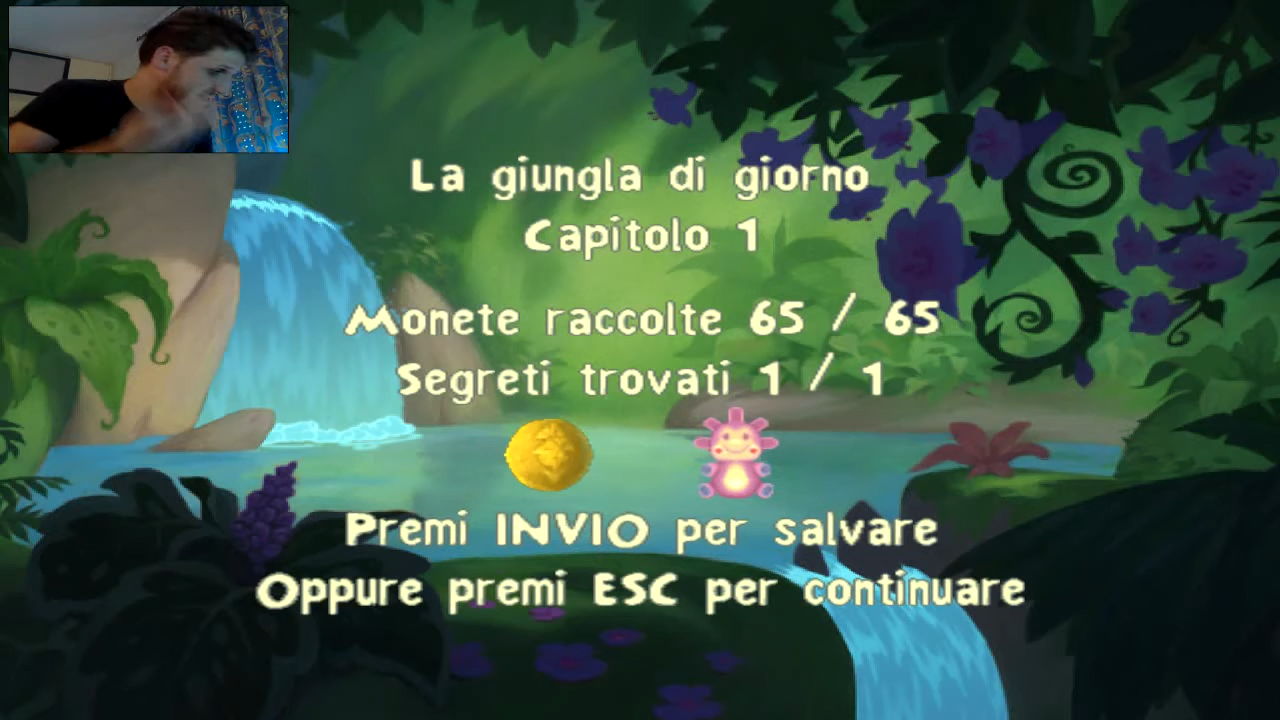 La giungla di giorno
Capitolo 1
Monete raccolte 65 / 65
Segreti trovati 1 / 1
Premi INVIO per salvare
Oppure premi ESC per continuare